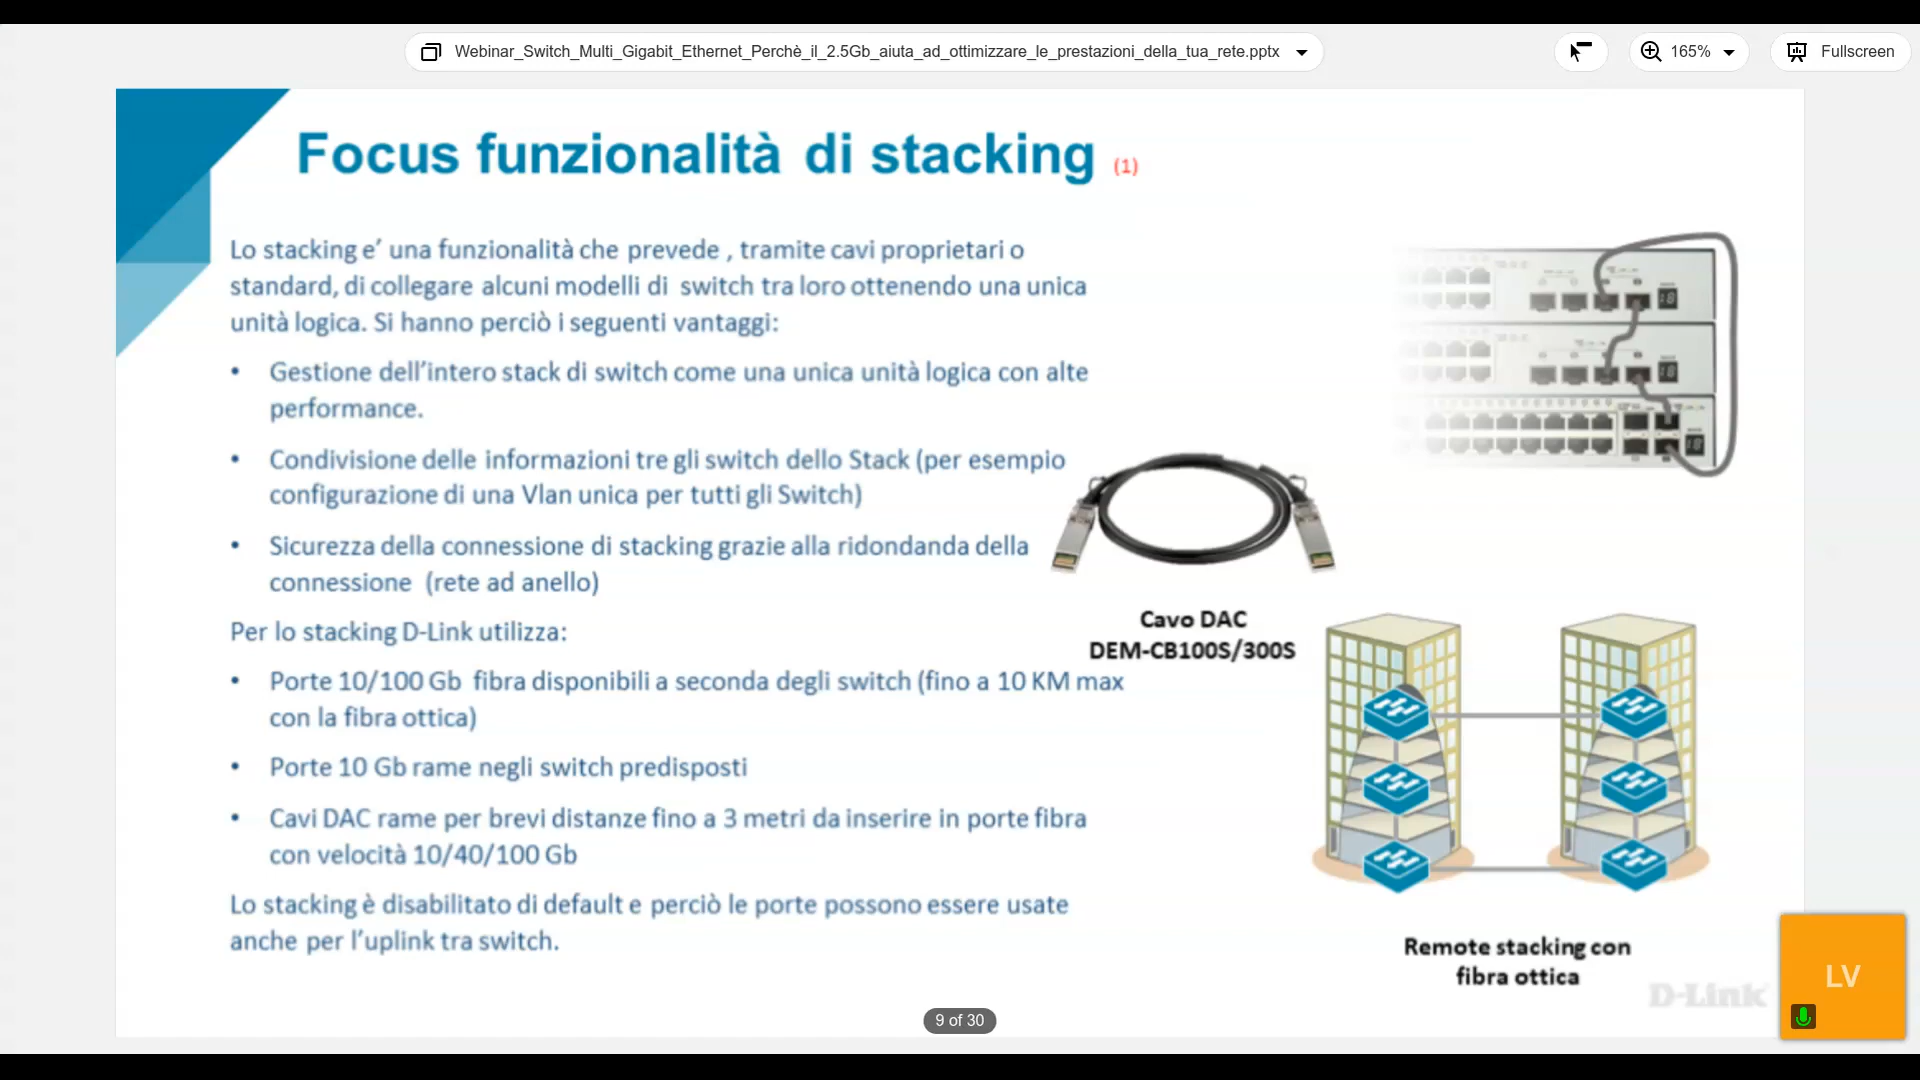 Webinar_Switch_Multi_Gigabit_Ethernet_Perchè_il_2.5Gb_aiuta_ad_ottimizzare_le_prestazioni_della_tua_rete.pptx
165%
Fullscreen
Focus funzionalità di stacking (1)
Lo stacking e’ una funzionalità che prevede , tramite cavi proprietari o
standard, di collegare alcuni modelli di switch tra loro ottenendo una unica
unità logica. Si hanno perciò i seguenti vantaggi:
• Gestione dell’intero stack di switch come una unica unità logica con alte
performance.
• Condivisione delle informazioni tre gli switch dello Stack (per esempio
configurazione di una Vlan unica per tutti gli Switch)
• Sicurezza della connessione di stacking grazie alla ridondanda della
connessione (rete ad anello)
Per lo stacking D-Link utilizza:
• Porte 10/100 Gb fibra disponibili a seconda degli switch (fino a 10 KM max
con la fibra ottica)
• Porte 10 Gb rame negli switch predisposti
• Cavi DAC rame per brevi distanze fino a 3 metri da inserire in porte fibra
con velocità 10/40/100 Gb
Lo stacking è disabilitato di default e perciò le porte possono essere usate
anche per l’uplink tra switch.
Cavo DAC
DEM-CB100S/300S
Remote stacking con
fibra ottica
D-Link
LV
9 of 30